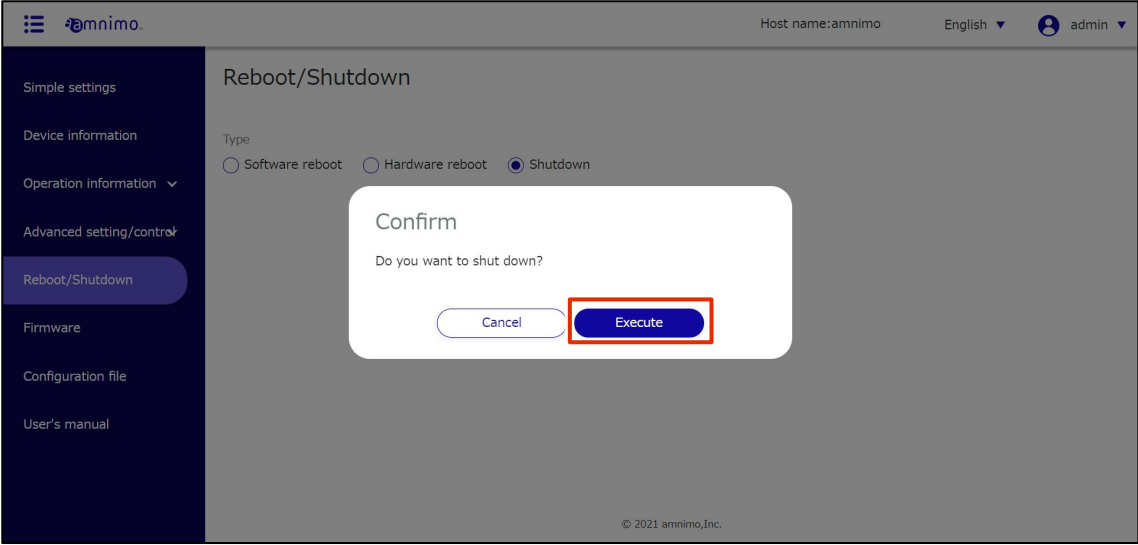 amnimo
Host name:amnimo
English
admin
Simple settings
Device information
Operation information
Advanced setting/control
Reboot/Shutdown
Firmware
Configuration file
User's manual
Reboot/Shutdown
Type
Software reboot Hardware reboot Shutdown
Confirm
Do you want to shut down?
Cancel Execute
© 2021 amnimo,Inc.